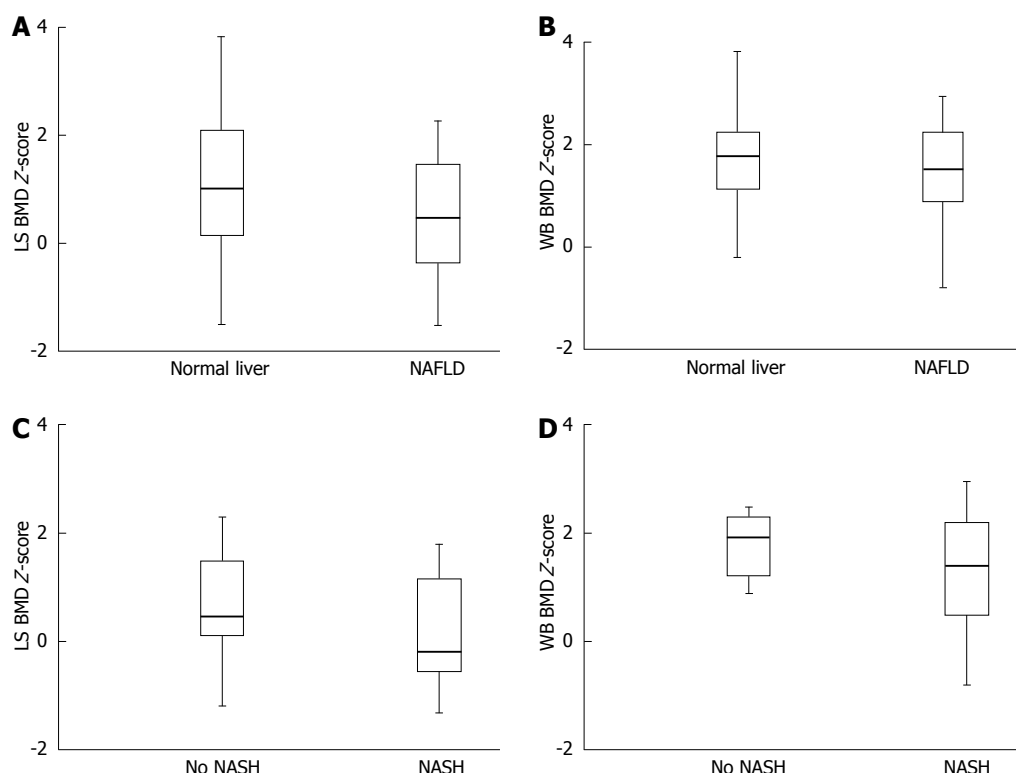 A
4
2
0
-2
LS BMD Z-score
Normal liver
NAFLD
B
4
2
0
-2
WB BMD Z-score
Normal liver
NAFLD
C
4
2
0
-2
LS BMD Z-score
No NASH
NASH
D
4
2
0
-2
WB BMD Z-score
No NASH
NASH